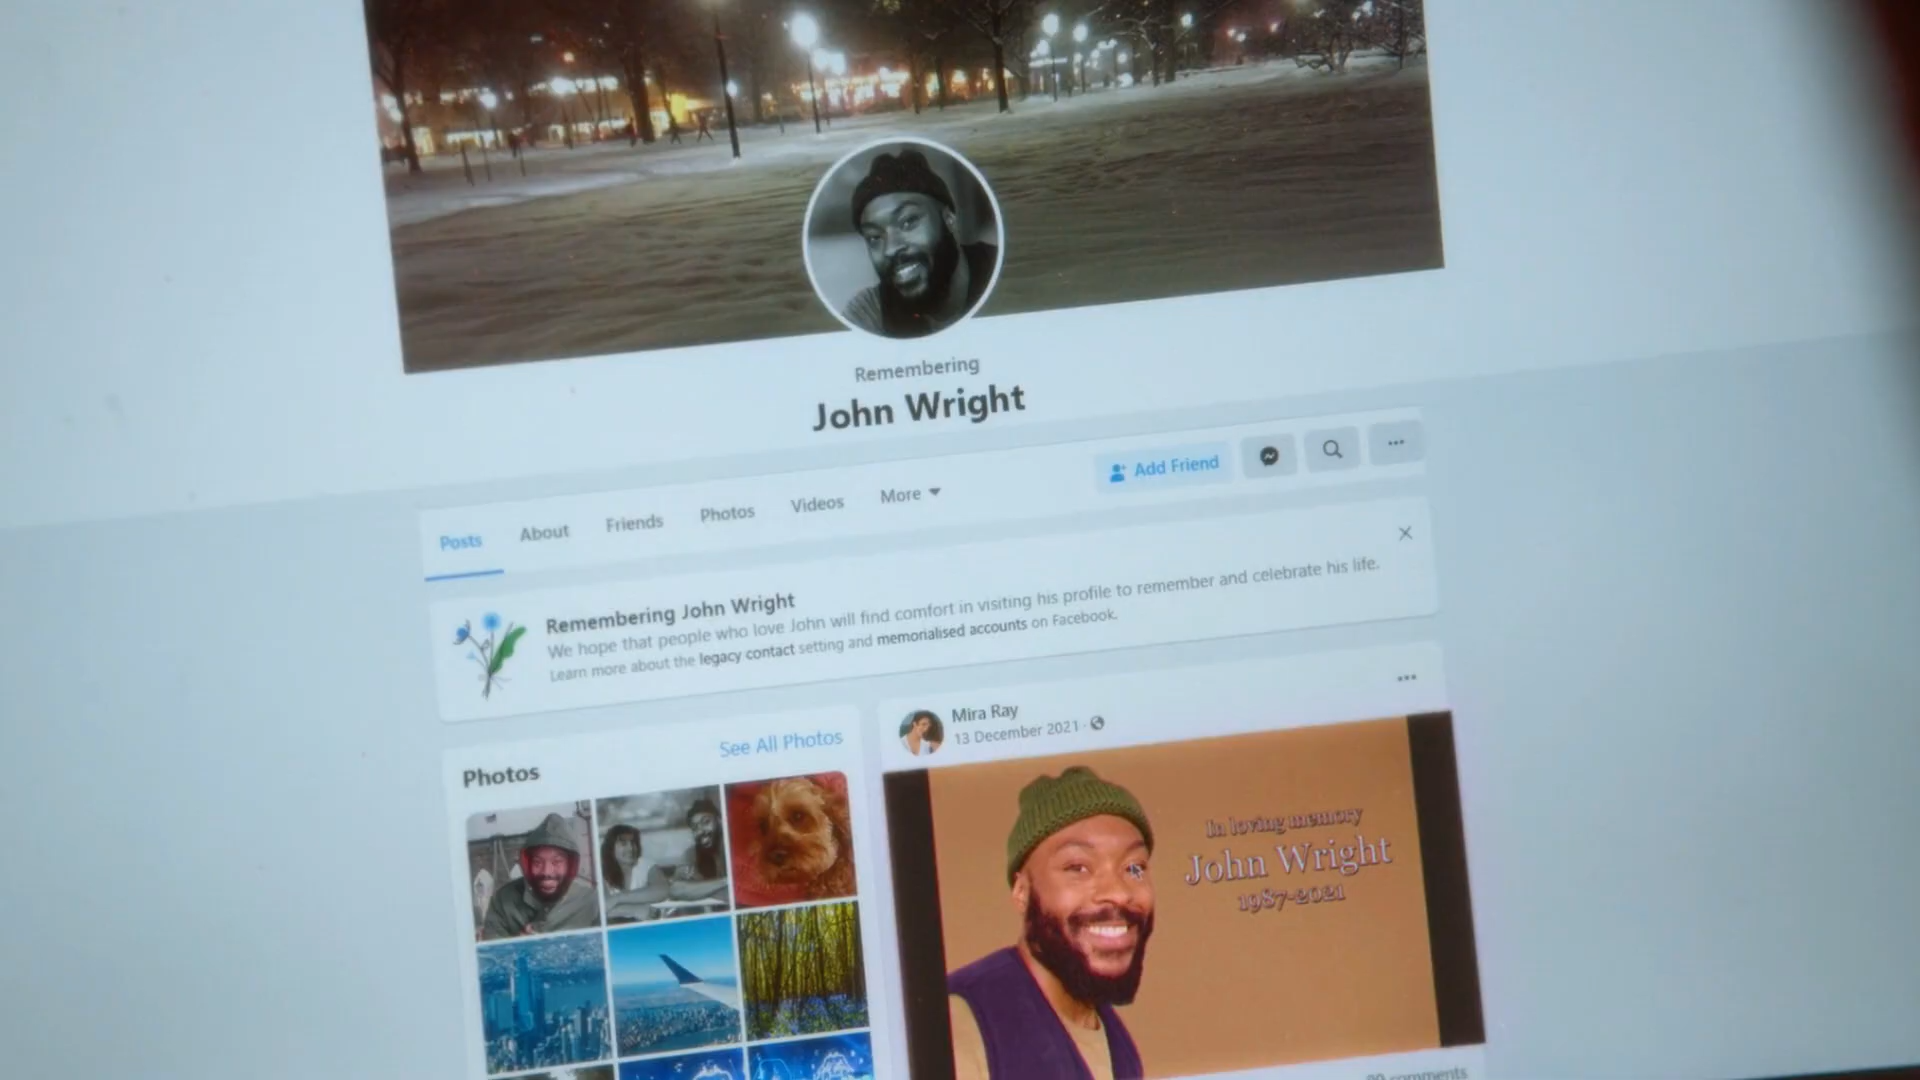 Remembering
John Wright
Add Friend
Posts
About
Friends
Photos
Videos
More
Remembering John Wright
We hope that people who love John will find comfort in visiting his profile to remember and celebrate his life.
Learn more about the legacy contact setting and memorialised accounts on Facebook.
Photos
See All Photos
Mira Ray
13 December 2021 ·
In loving memory
John Wright
1987-2021
comments